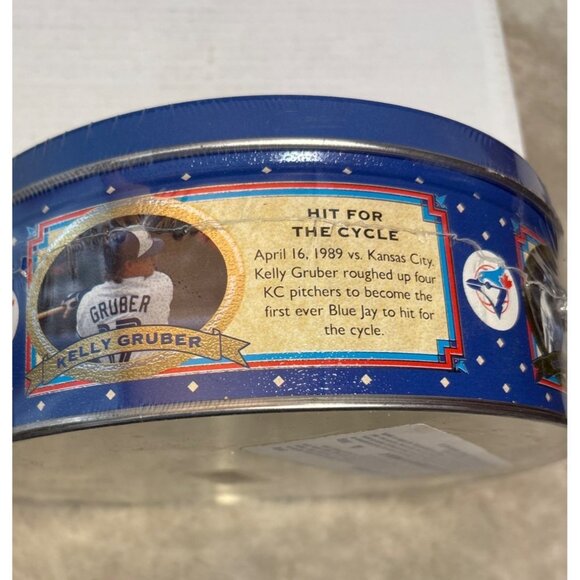 HIT FOR
THE CYCLE
April 16, 1989 vs. Kansas City.
Kelly Gruber roughed up four
KC pitchers to become the
first ever Blue Jay to hit for
the cycle.
GRUBER
17
KELLY GRUBER